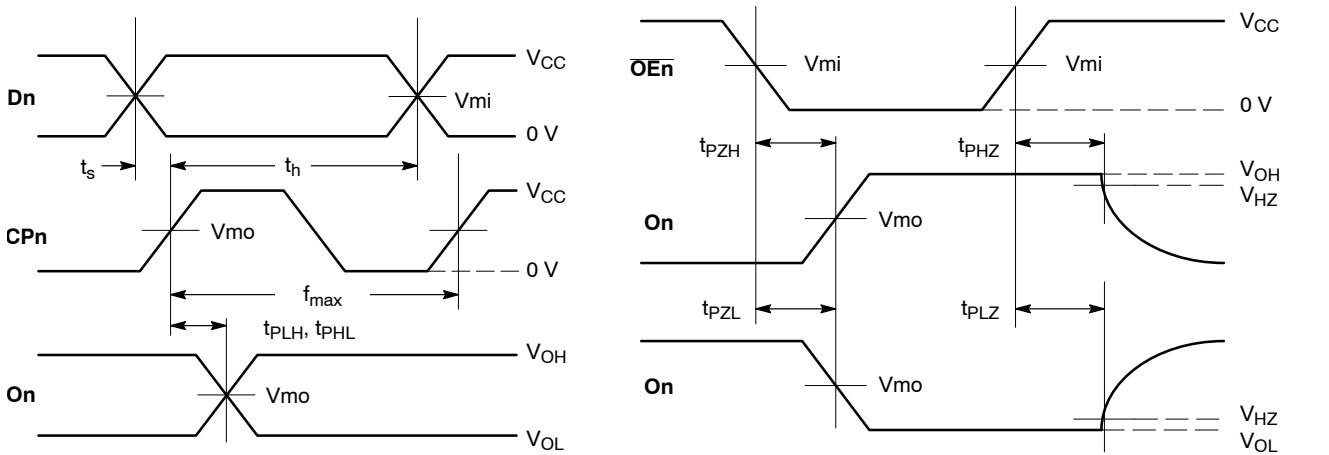 Dn
VCC
Vmi
0 V
ts
th
CPn
VCC
Vmo
0 V
fmax
tPLH, tPHL
On
VOH
Vmo
VOL
OEn
VCC
Vmi
Vmi
0 V
tPZH
tPHZ
On
VOH
VHZ
Vmo
tPZL
tPLZ
On
Vmo
VHZ
VOL